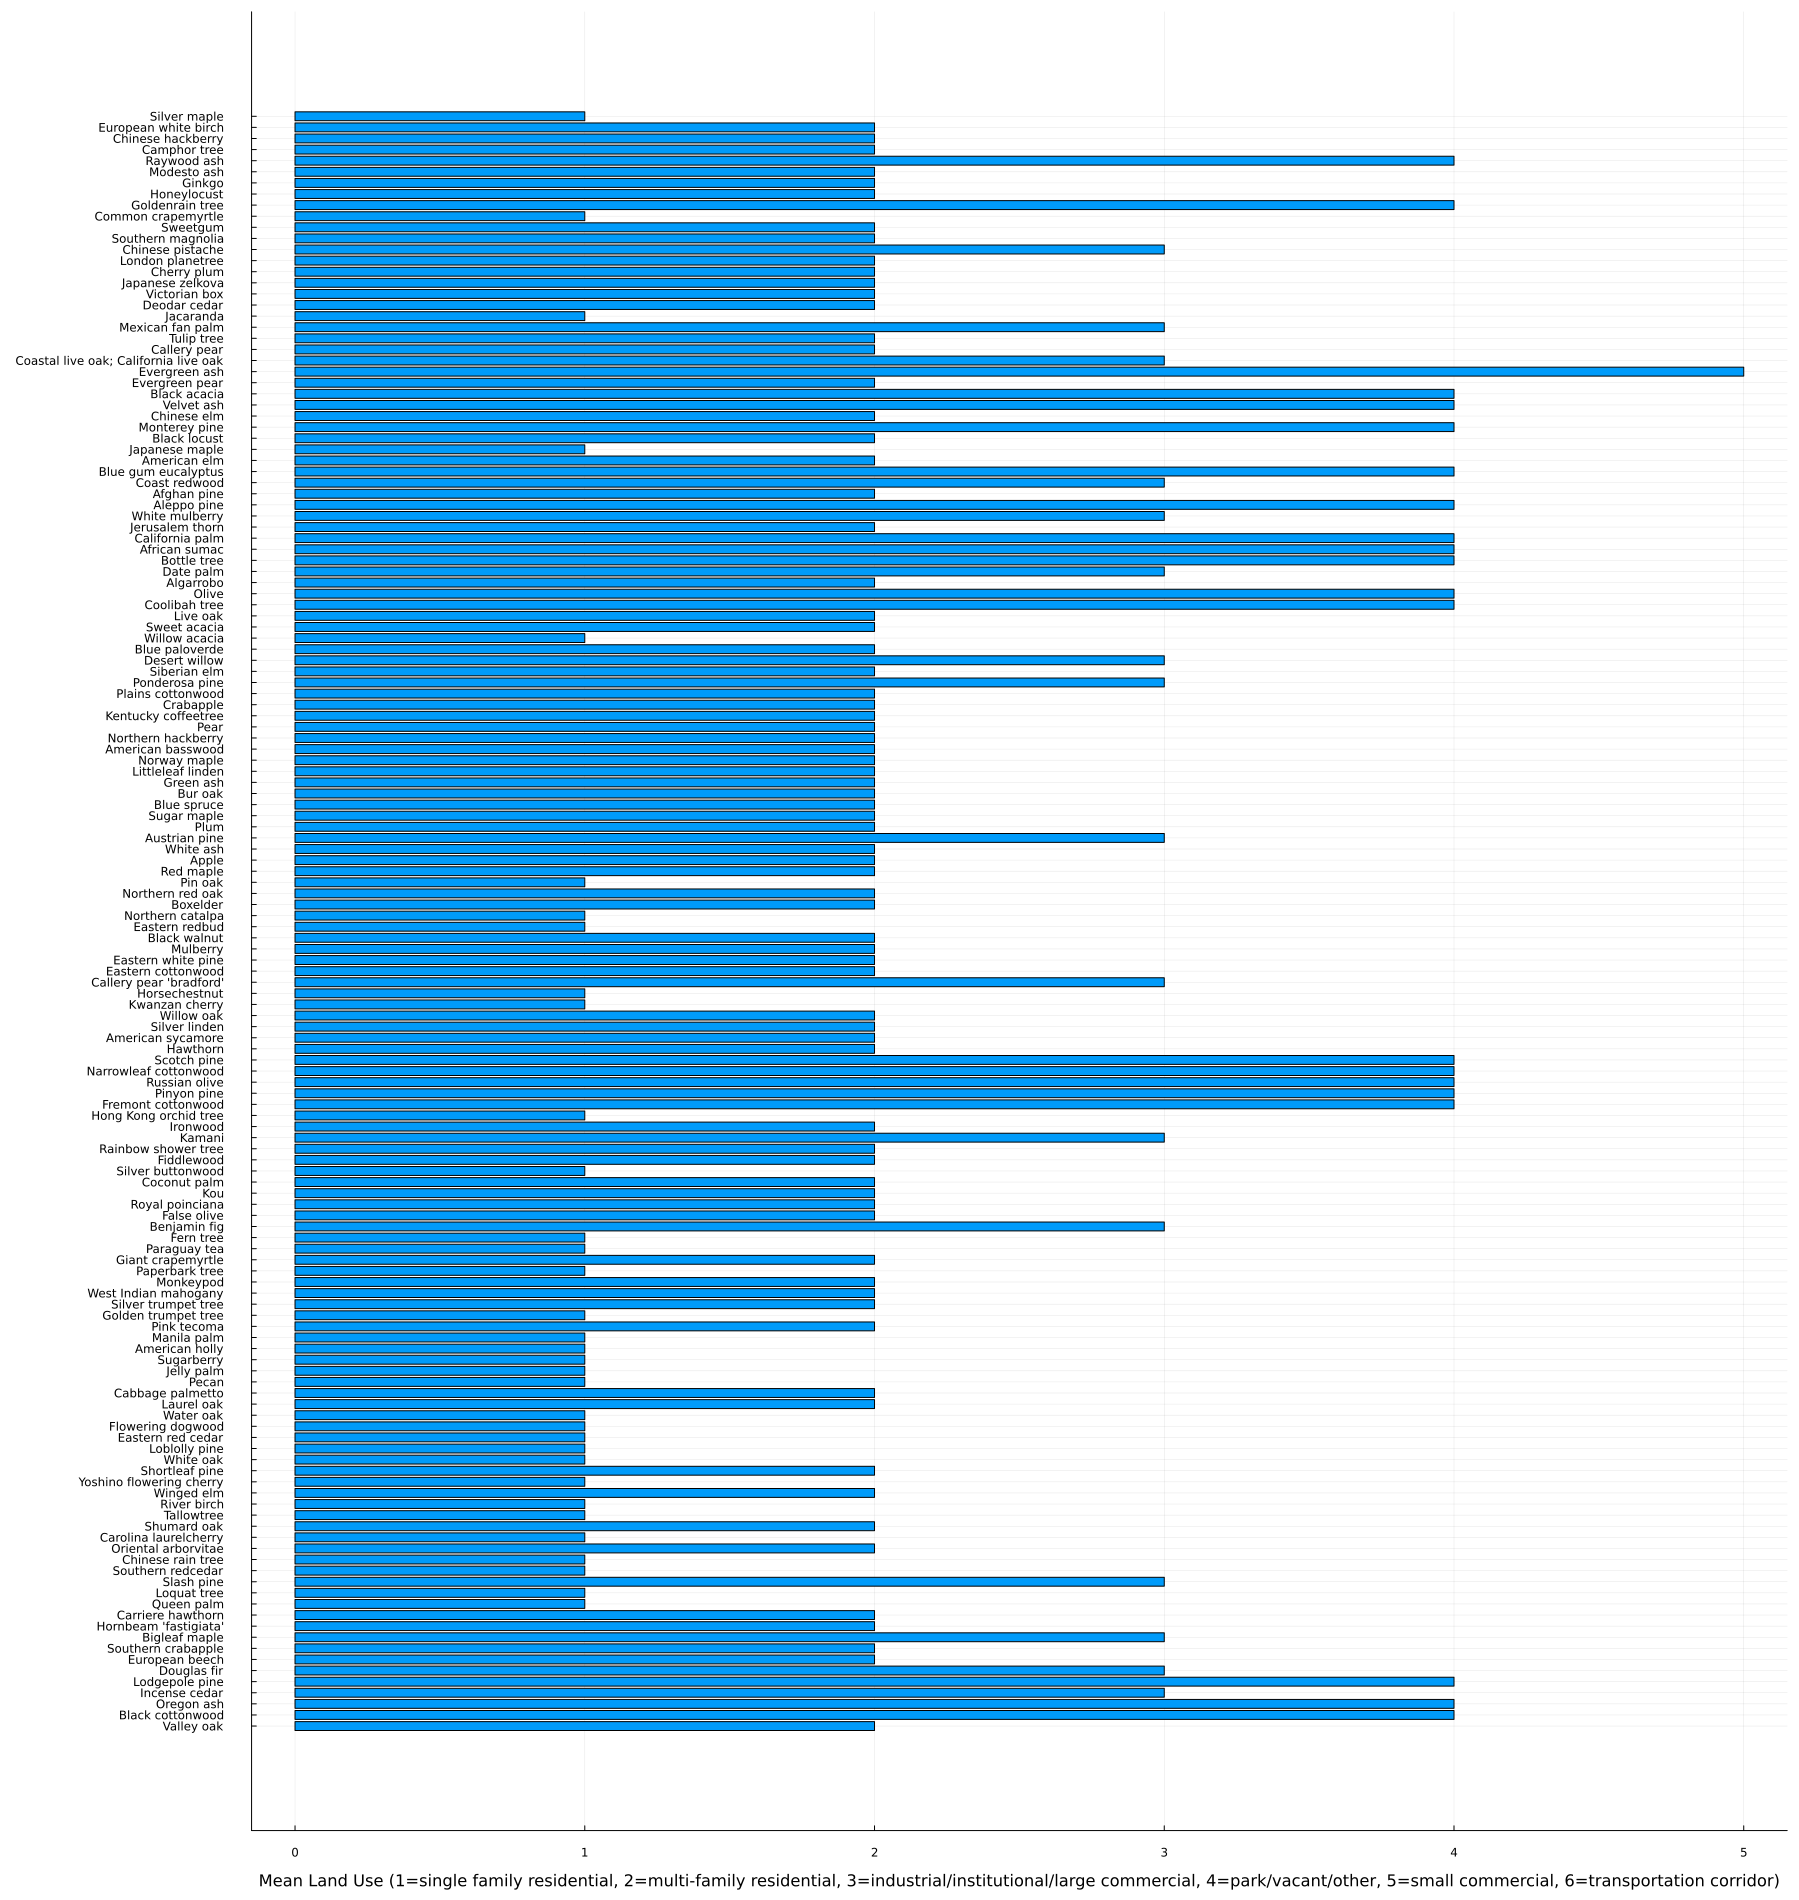 Silver maple
European white birch
Chinese hackberry
Camphor tree
Raywood ash
Modesto ash
Ginkgo
Honeylocust
Goldenrain tree
Common crapemyrtle
Sweetgum
Southern magnolia
Chinese pistache
London planetree
Cherry plum
Japanese zelkova
Victorian box
Deodar cedar
Jacaranda
Mexican fan palm
Tulip tree
Callery pear
Coastal live oak; California live oak
Evergreen ash
Evergreen pear
Black acacia
Velvet ash
Chinese elm
Monterey pine
Black locust
Japanese maple
American elm
Blue gum eucalyptus
Coast redwood
Afghan pine
Aleppo pine
White mulberry
Jerusalem thorn
California palm
African sumac
Bottle tree
Date palm
Algarrobo
Olive
Coolibah tree
Live oak
Sweet acacia
Willow acacia
Blue paloverde
Desert willow
Siberian elm
Ponderosa pine
Plains cottonwood
Crabapple
Kentucky coffeetree
Pear
Northern hackberry
American basswood
Norway maple
Littleleaf linden
Green ash
Bur oak
Blue spruce
Sugar maple
Plum
Austrian pine
White ash
Apple
Red maple
Pin oak
Northern red oak
Boxelder
Northern catalpa
Eastern redbud
Black walnut
Mulberry
Eastern white pine
Eastern cottonwood
Callery pear 'bradford'
Horsechestnut
Kwanzan cherry
Willow oak
Silver linden
American sycamore
Hawthorn
Scotch pine
Narrowleaf cottonwood
Russian olive
Pinyon pine
Fremont cottonwood
Hong Kong orchid tree
Ironwood
Kamani
Rainbow shower tree
Fiddlewood
Silver buttonwood
Coconut palm
Kou
Royal poinciana
False olive
Benjamin fig
Fern tree
Paraguay tea
Giant crapemyrtle
Paperbark tree
Monkeypod
West Indian mahogany
Silver trumpet tree
Golden trumpet tree
Pink tecoma
Manila palm
American holly
Sugarberry
Jelly palm
Pecan
Cabbage palmetto
Laurel oak
Water oak
Flowering dogwood
Eastern red cedar
Loblolly pine
White oak
Shortleaf pine
Yoshino flowering cherry
Winged elm
River birch
Tallowtree
Shumard oak
Carolina laurelcherry
Oriental arborvitae
Chinese rain tree
Southern redcedar
Slash pine
Loquat tree
Queen palm
Carriere hawthorn
Hornbeam 'fastigiata'
Bigleaf maple
Southern crabapple
European beech
Douglas fir
Lodgepole pine
Incense cedar
Oregon ash
Black cottonwood
Valley oak
0 1 2 3 4 5
Mean Land Use (1=single family residential, 2=multi-family residential, 3=industrial/institutional/large commercial, 4=park/vacant/other, 5=small commercial, 6=transportation corridor)